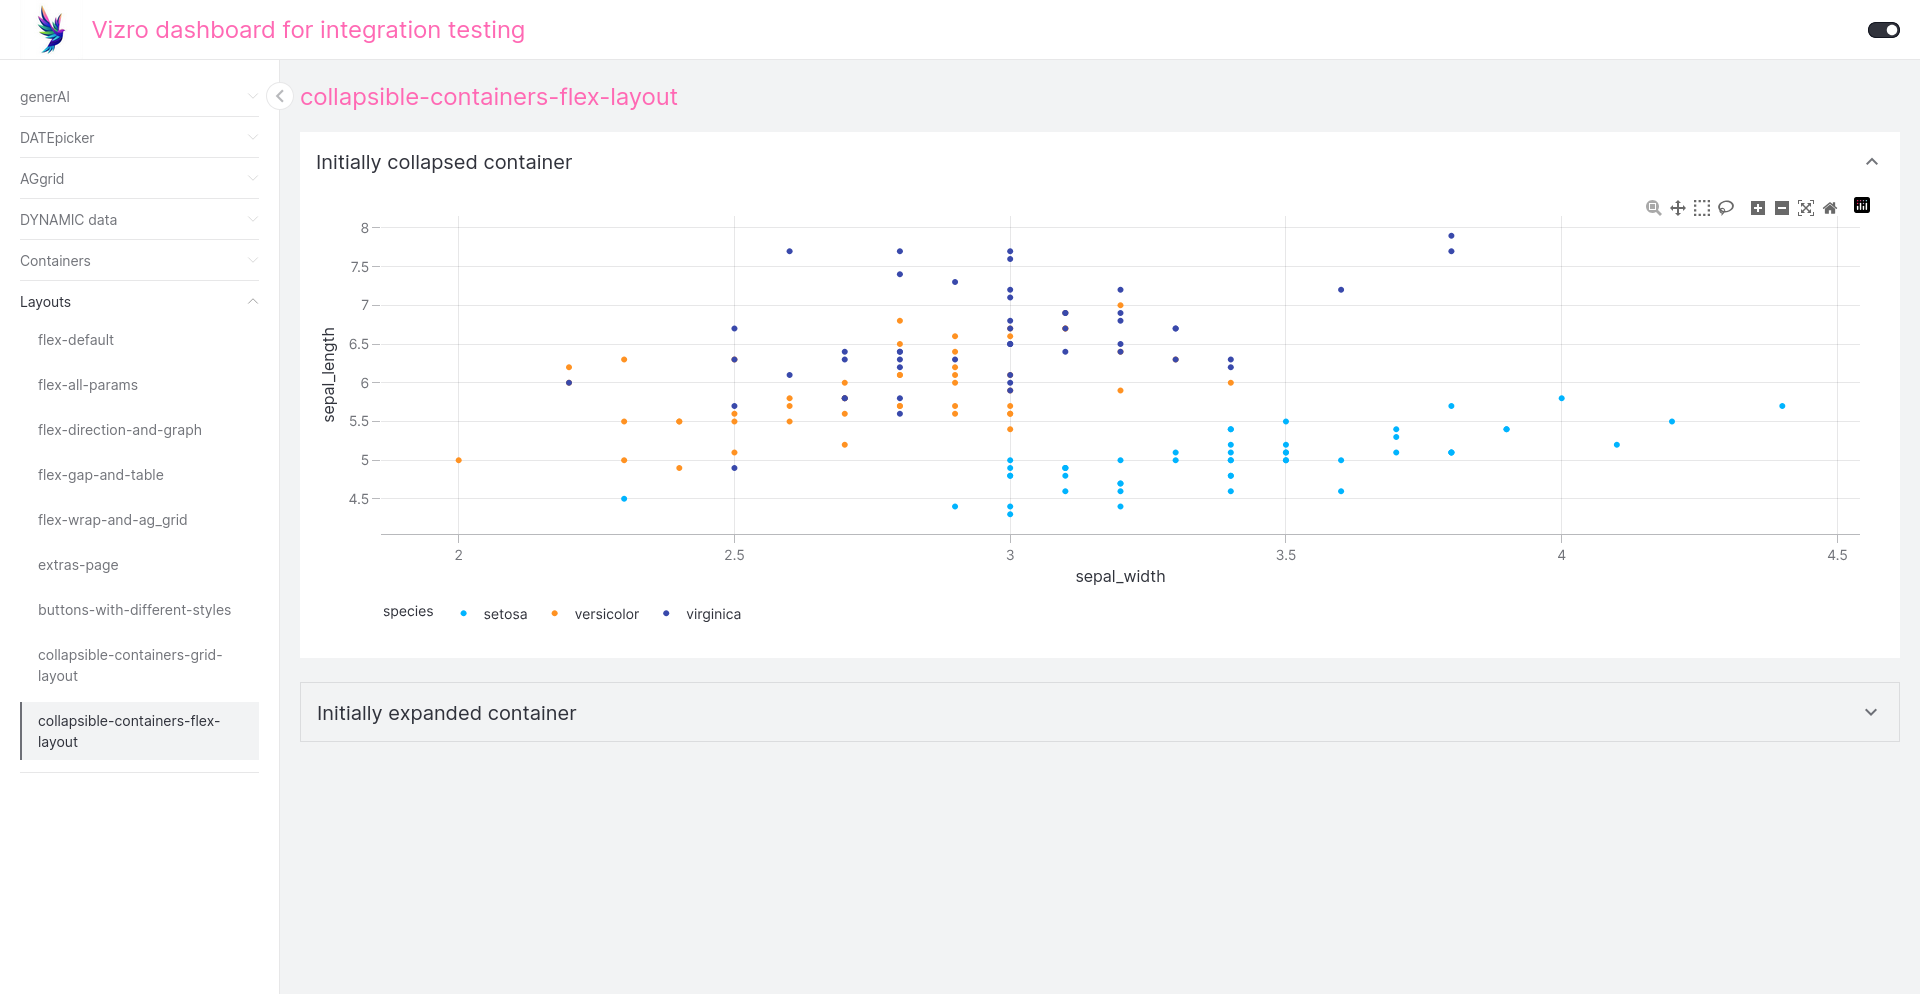 Vizro dashboard for integration testing
generAI
DATEpicker
AGgrid
DYNAMIC data
Containers
Layouts
flex-default
flex-all-params
flex-direction-and-graph
flex-gap-and-table
flex-wrap-and-ag_grid
extras-page
buttons-with-different-styles
collapsible-containers-grid-
layout
collapsible-containers-flex-
layout
collapsible-containers-flex-layout
Initially collapsed container
8
7.5
7
6.5
6
5.5
5
4.5
sepal_length
2 2.5 3 3.5 4 4.5
sepal_width
species setosa versicolor virginica
Initially expanded container